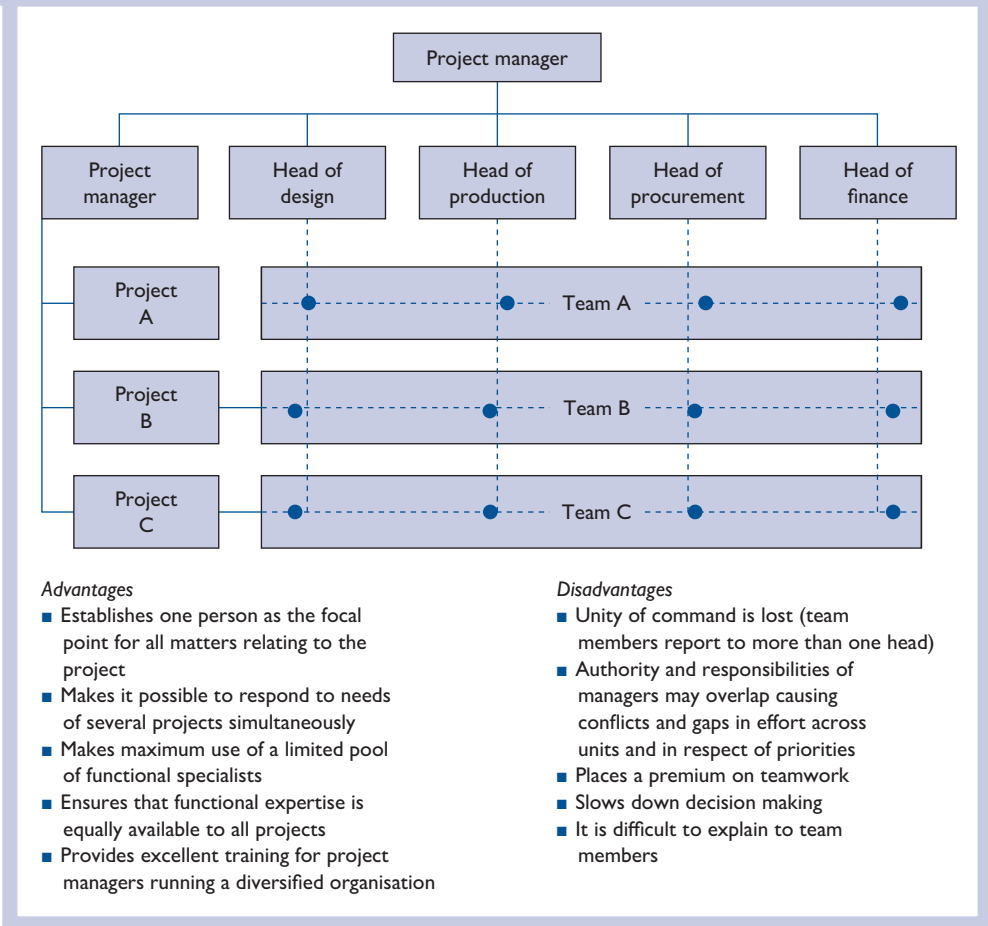 Project manager
Project
manager
Head of
design
Head of
production
Head of
procurement
Head of
finance
Project
A
Team A
Project
B
Team B
Project
C
Team C
Advantages
■ Establishes one person as the focal
point for all matters relating to the
project
■ Makes it possible to respond to needs
of several projects simultaneously
■ Makes maximum use of a limited pool
of functional specialists
■ Ensures that functional expertise is
equally available to all projects
■ Provides excellent training for project
managers running a diversified organisation
Disadvantages
■ Unity of command is lost (team
members report to more than one head)
■ Authority and responsibilities of
managers may overlap causing
conflicts and gaps in effort across
units and in respect of priorities
■ Places a premium on teamwork
■ Slows down decision making
■ It is difficult to explain to team
members